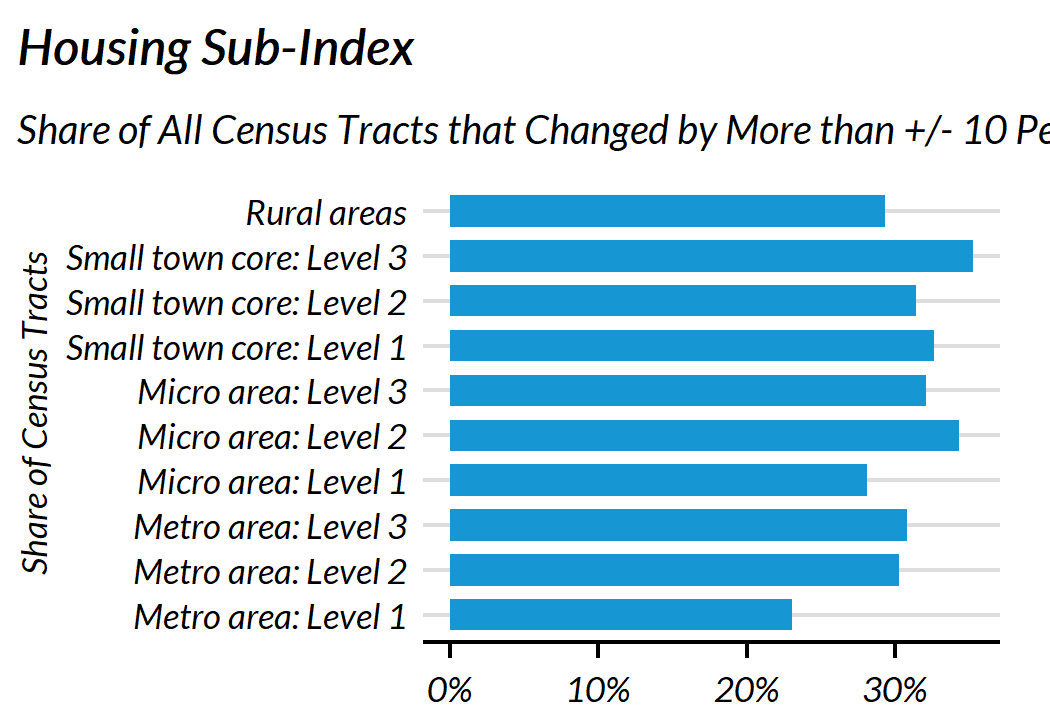 Housing Sub-Index
Share of All Census Tracts that Changed by More than +/- 10
Share of Census Tracts
Rural areas
Small town core: Level 3
Small town core: Level 2
Small town core: Level 1
Micro area: Level 3
Micro area: Level 2
Micro area: Level 1
Metro area: Level 3
Metro area: Level 2
Metro area: Level 1
0% 10% 20% 30%